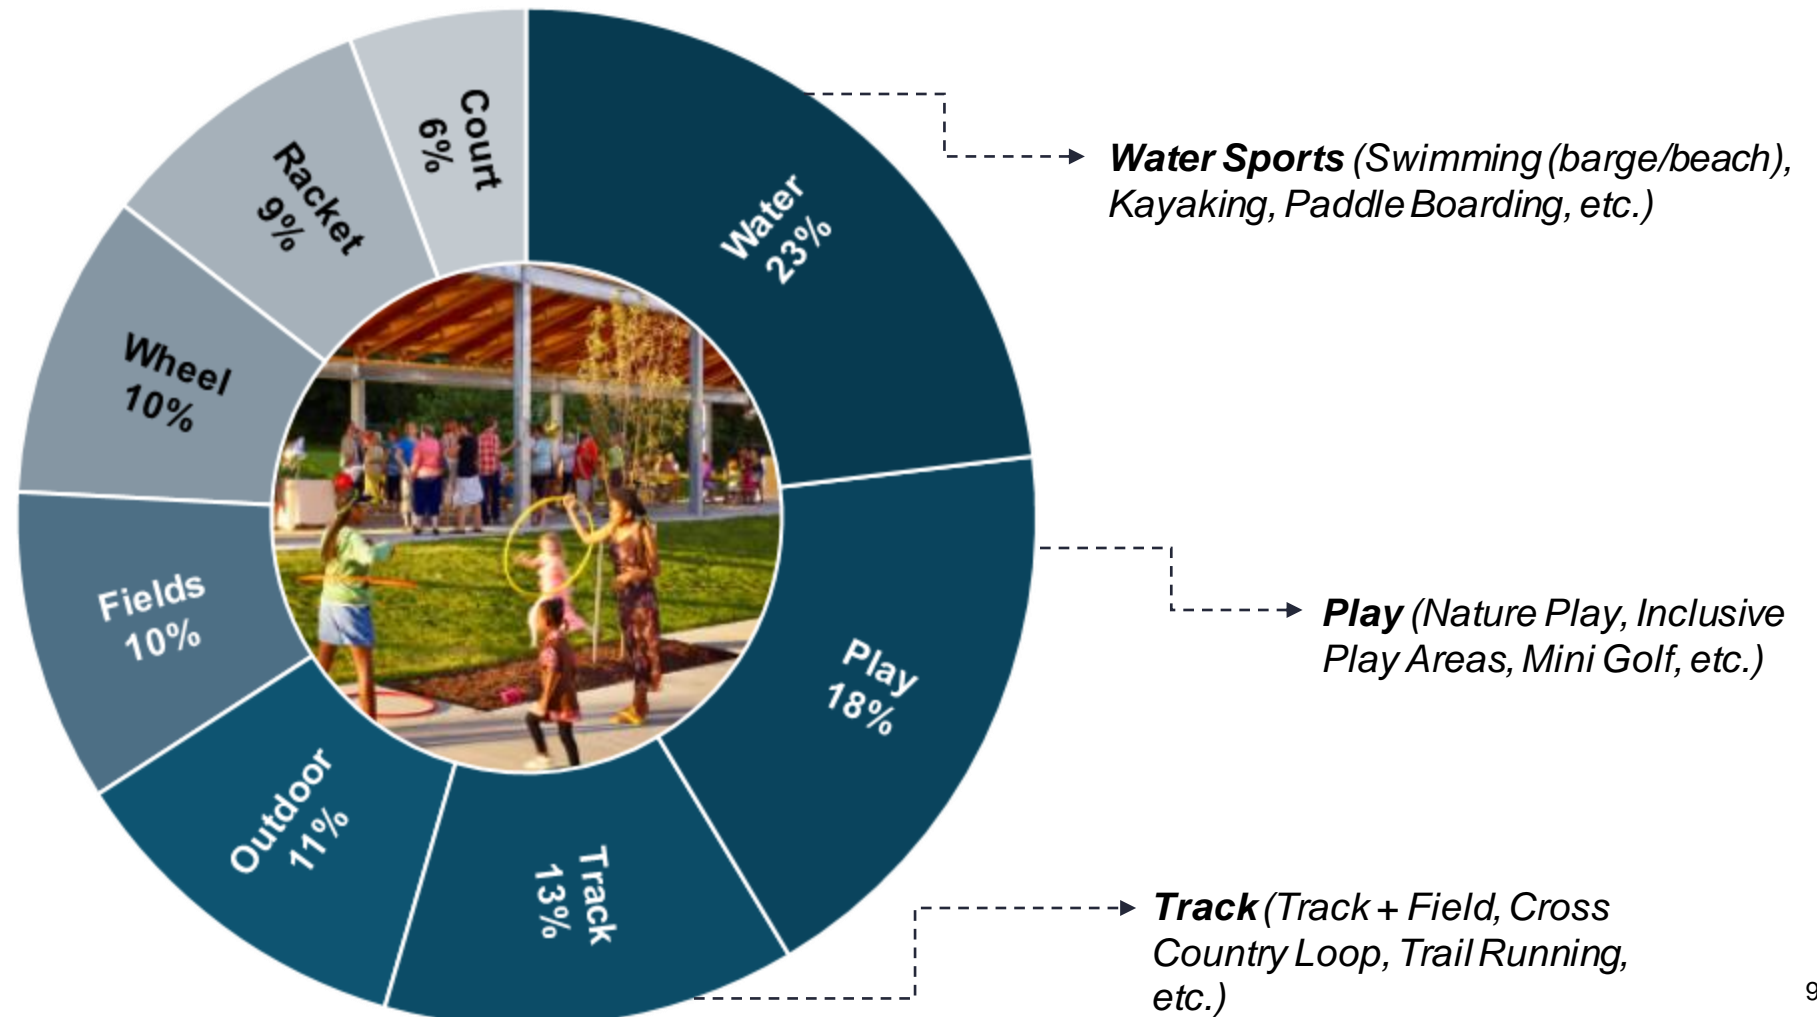 Court
6%
Racket
9%
Wheel
10%
Fields
10%
Outdoor
11%
Track
13%
Play
18%
Water
23%
Water Sports (Swimming (barge/beach),
Kayaking, Paddle Boarding, etc.)
Play (Nature Play, Inclusive
Play Areas, Mini Golf, etc.)
Track (Track + Field, Cross
Country Loop, Trail Running,
etc.)
9